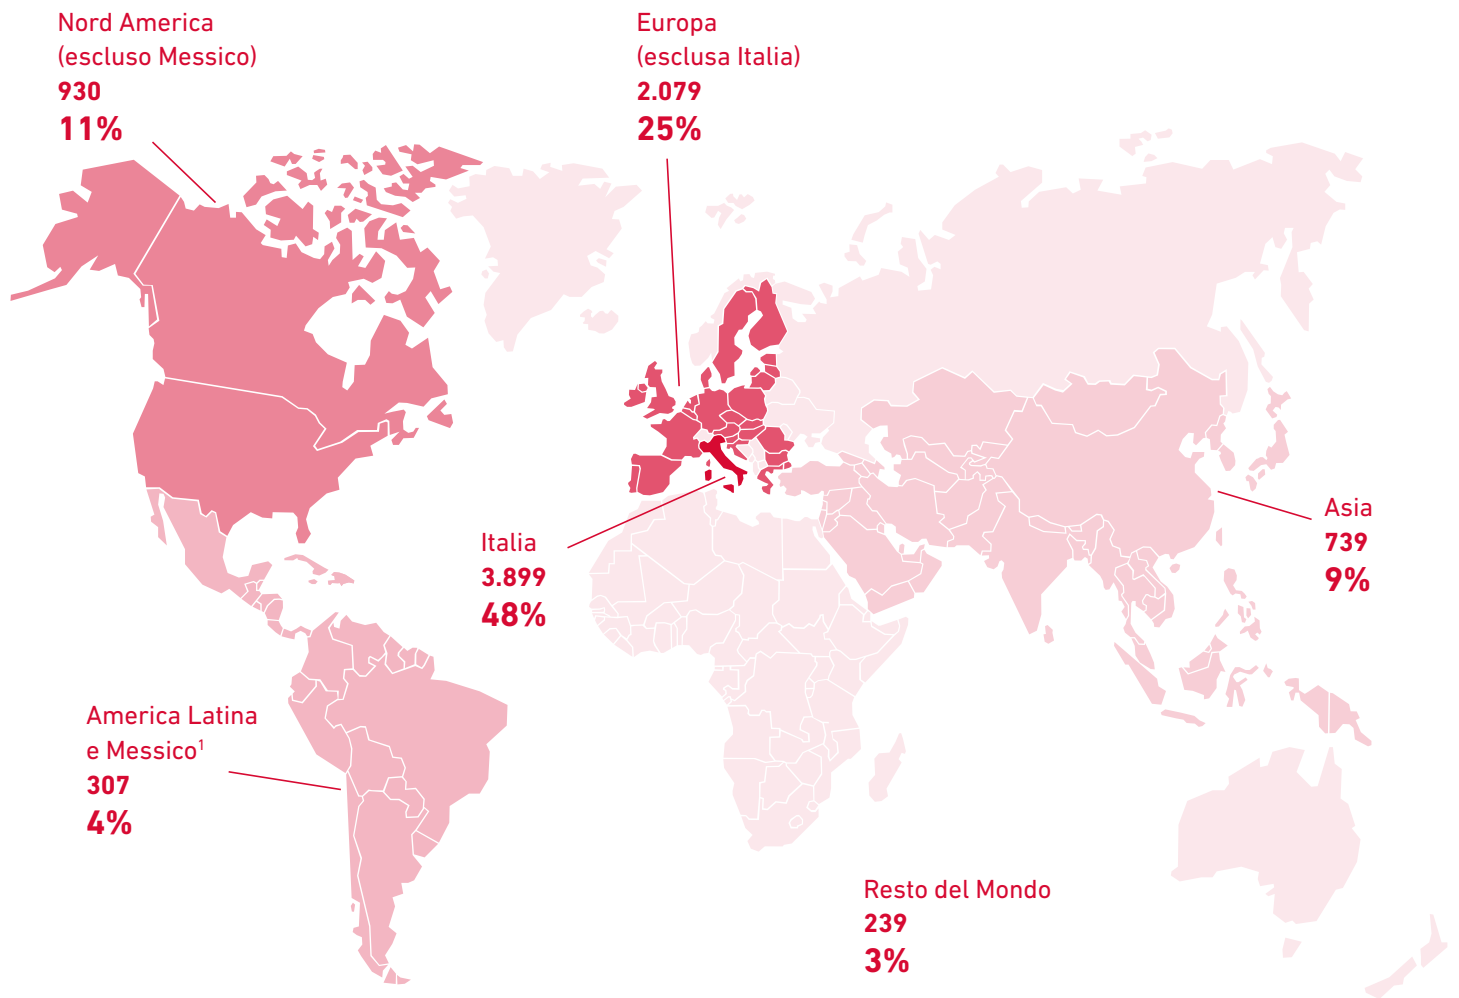 Nord America
(escluso Messico)
930
11%
Europa
(esclusa Italia)
2.079
25%
Italia
3.899
48%
Asia
739
9%
America Latina
e Messico¹
307
4%
Resto del Mondo
239
3%